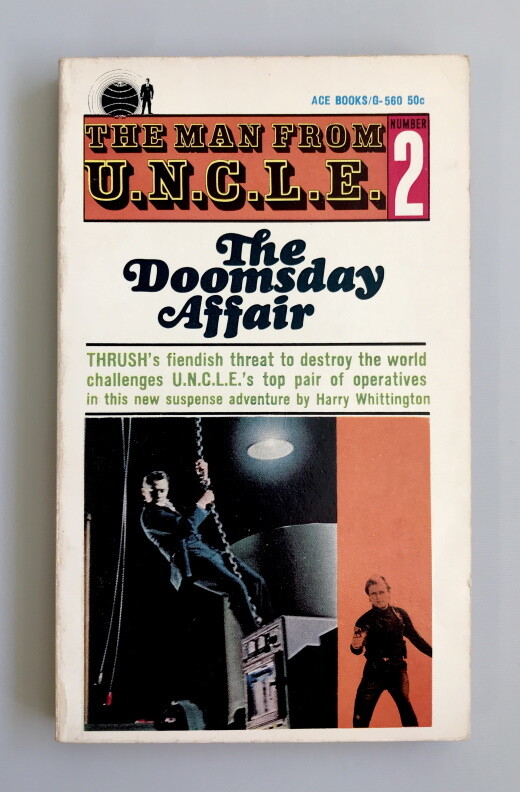 ACE BOOKS/G-560 50c
THE MAN FROM
U.N.C.L.E.
NUMBER
2
The
Doomsday
Affair
THRUSH's fiendish threat to destroy the world
challenges U.N.C.L.E.'s top pair of operatives
in this new suspense adventure by Harry Whittington